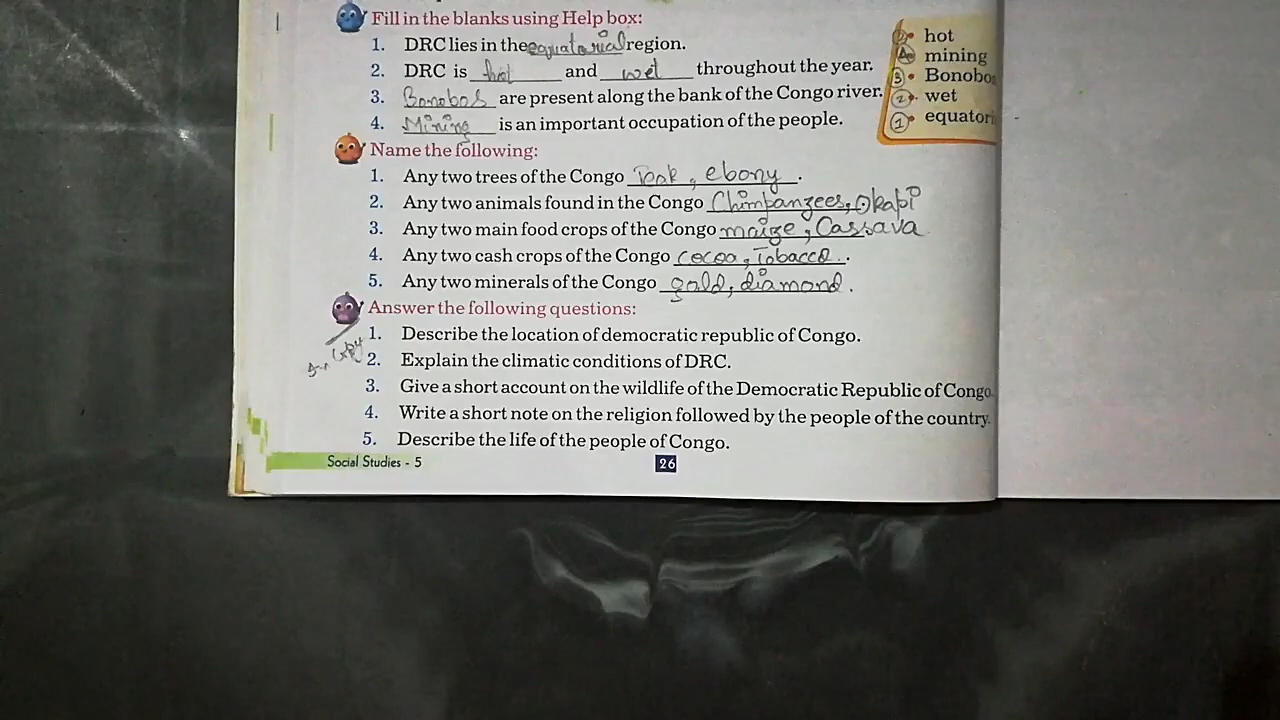 Fill in the blanks using Help box:
1. DRC lies in the equatorial region.
2. DRC is hot and wet throughout the year.
3. Bonobos are present along the bank of the Congo river.
4. Mining is an important occupation of the people.
② • hot
④ • mining
③ • Bonobos
② • wet
① • equatori
Name the following:
1. Any two trees of the Congo Teak, ebony.
2. Any two animals found in the Congo Chimpanzees, Okapi
3. Any two main food crops of the Congo maize, Cassava
4. Any two cash crops of the Congo cocoa, Tobacco.
5. Any two minerals of the Congo gold, diamond.
Answer the following questions:
1. Describe the location of democratic republic of Congo.
Copy
2. Explain the climatic conditions of DRC.
3. Give a short account on the wildlife of the Democratic Republic of Congo.
4. Write a short note on the religion followed by the people of the country.
5. Describe the life of the people of Congo.
Social Studies - 5
26